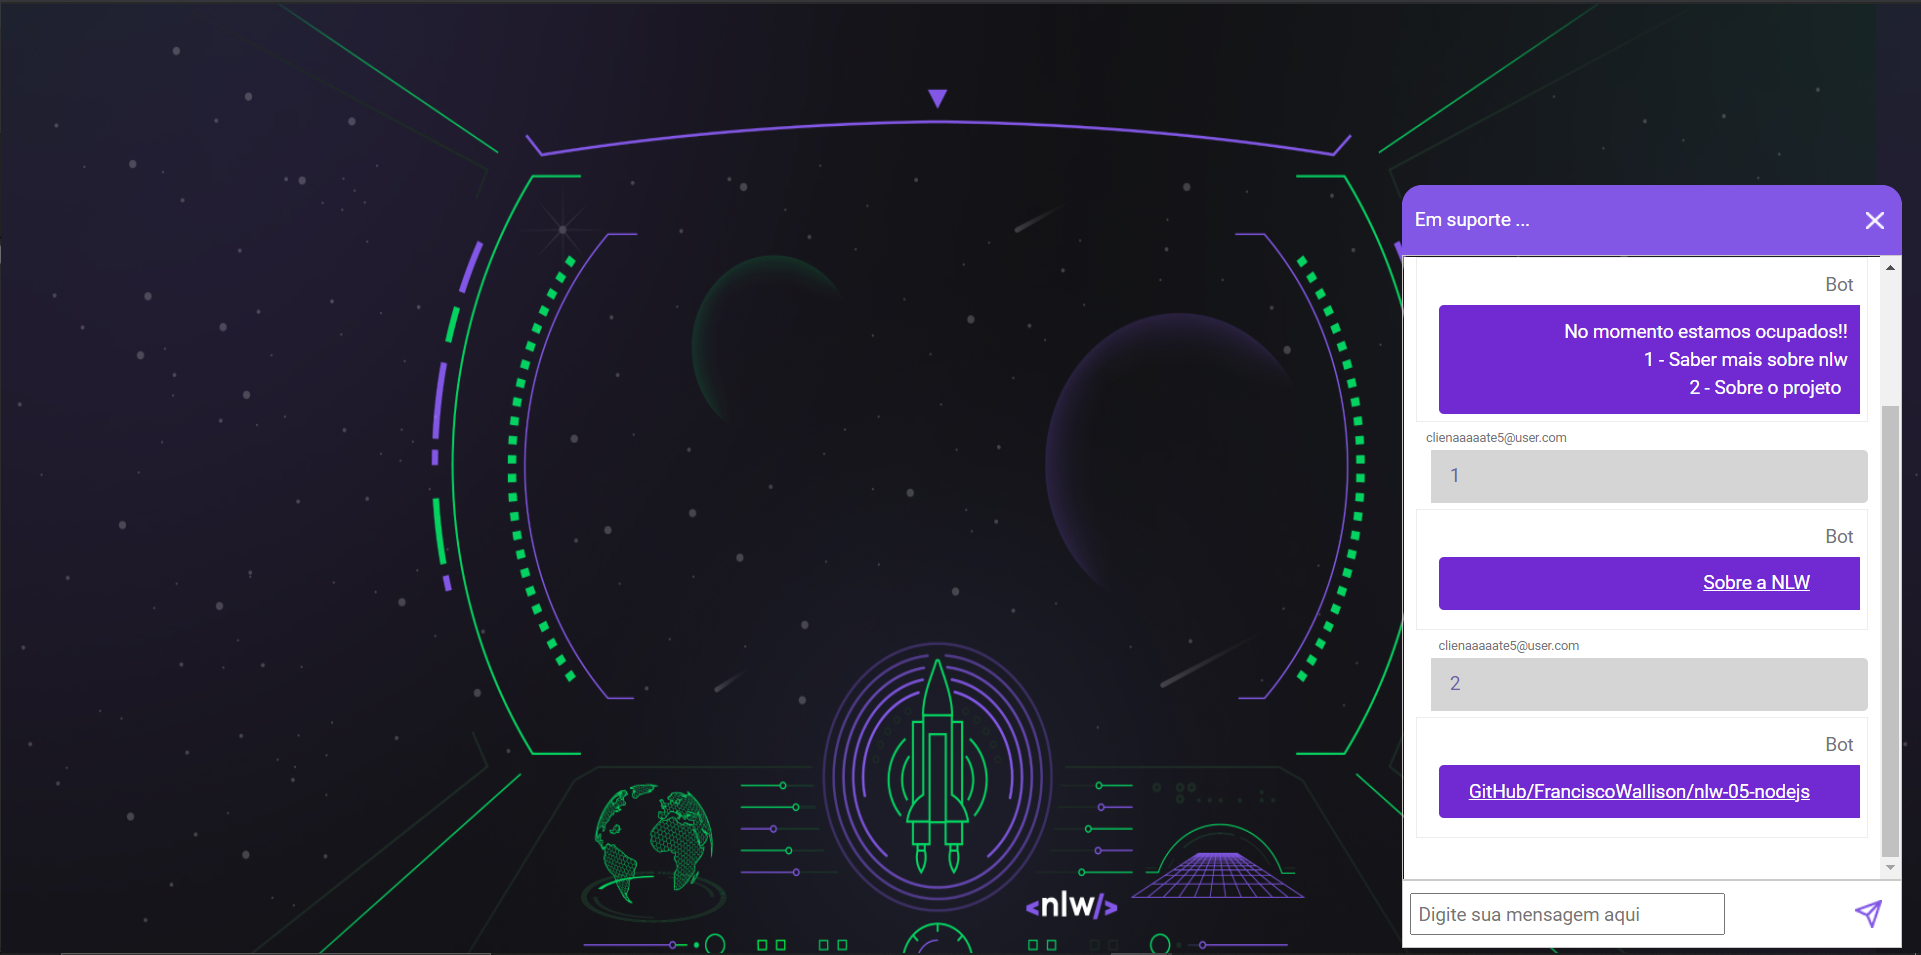 Em suporte ...
Bot
No momento estamos ocupados!!
1 - Saber mais sobre nlw
2 - Sobre o projeto
clienaaaaate5@user.com
1
Bot
Sobre a NLW
clienaaaaate5@user.com
2
Bot
GitHub/FranciscoWallison/nlw-05-nodejs
<nlw/>
Digite sua mensagem aqui